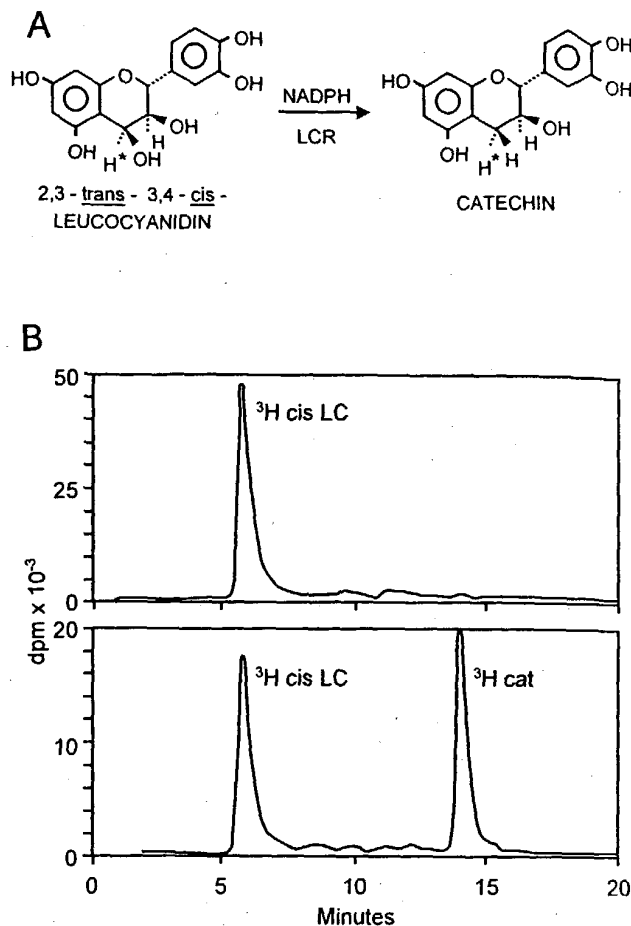 A
HO
O
OH
OH
OH
OH
H
H* OH
2,3 - trans - 3,4 - cis -
LEUCOCYANIDIN
NADPH
LCR
HO
O
OH
OH
OH
H
OH
H* H
CATECHIN
B
50
³H cis LC
25
0
dpm x 10⁻³
20
³H cis LC
³H cat
10
0
0 5 10 15 20
Minutes